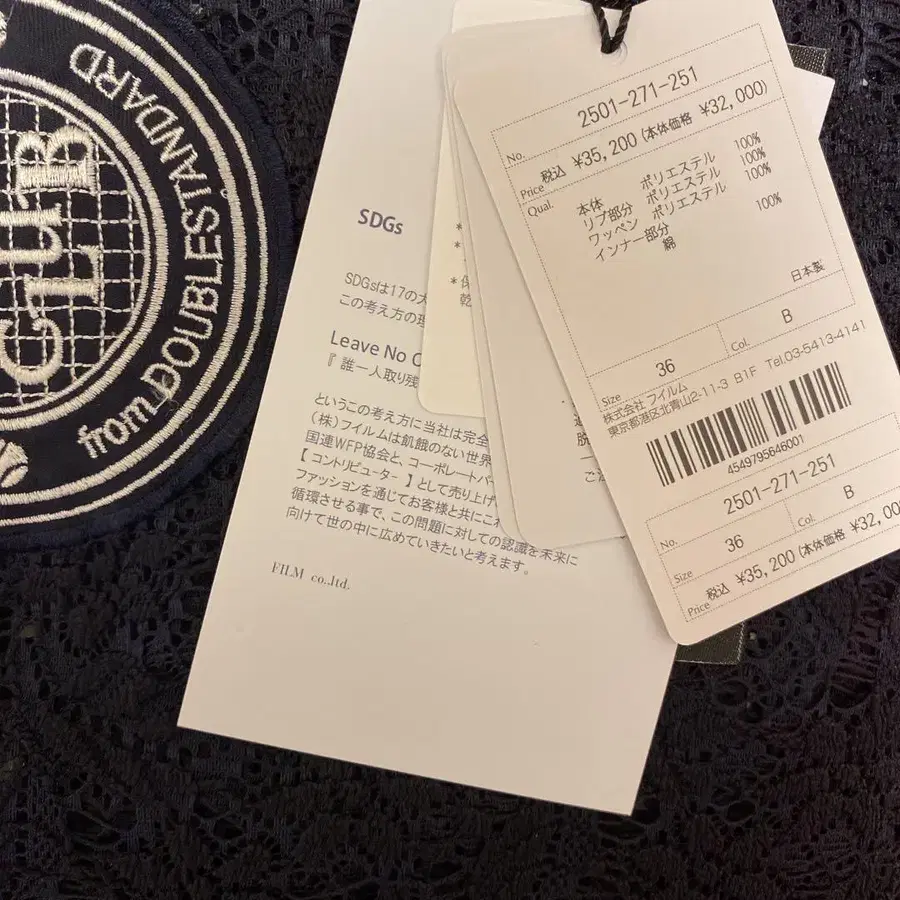 CLUB
from DOUBLESTANDARD
SDGs
SDGsは17の
この考え方の
Leave No
『 誰一人取り残
というこの考え方に当社は完全
（株）フイルムは飢餓のない世界
国連WFP協会と、コーポレートパ
【 コントリビューター 】として売り上げ
ファッションを通じてお客様と共にこ
循環させる事で、この問題に対しての認識を未来に
向けて世の中に広めていきたいと考えます。
FILM co.,ltd.
* 
* 
* 保
乾
脱
ご
No. 2501-271-251
Price 税込 ¥35,200 (本体価格 ¥32,000)
Qual.
本体 ポリエステル 100%
リブ部分 ポリエステル 100%
ワッペン ポリエステル 100%
インナー部分
綿 100%
日本製
Size 36 Col. B
株式会社 フイルム
東京都港区北青山2-11-3 B1F Tel.03-5413-4141
4549795646001
No. 2501-271-251
Size 36 Col. B
Price 税込 ¥35,200 (本体価格 ¥32,00